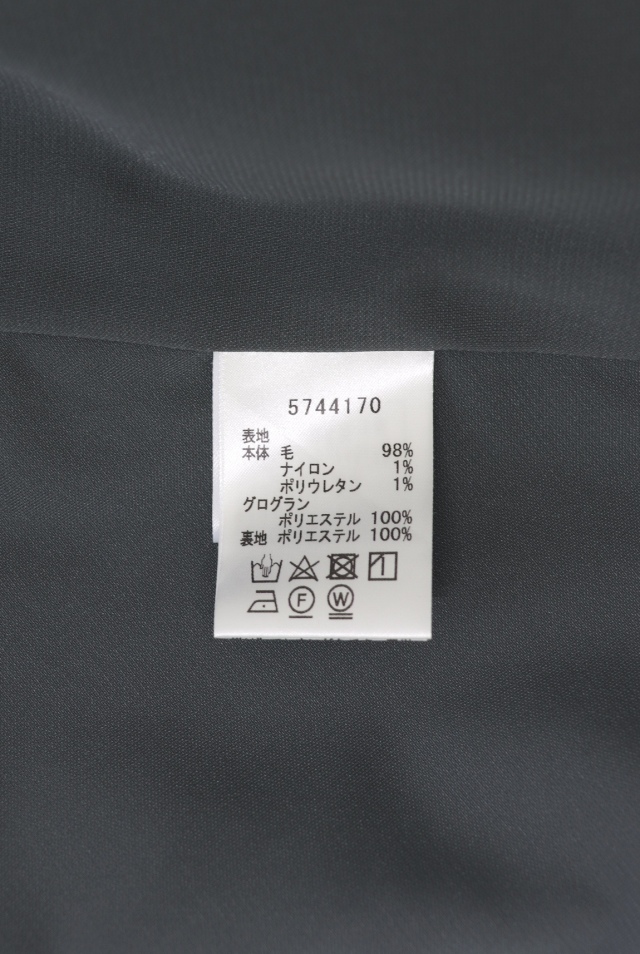 5744170
表地
本体 毛 98%
ナイロン 1%
ポリウレタン 1%
グログラン
ポリエステル 100%
裏地 ポリエステル 100%
F W